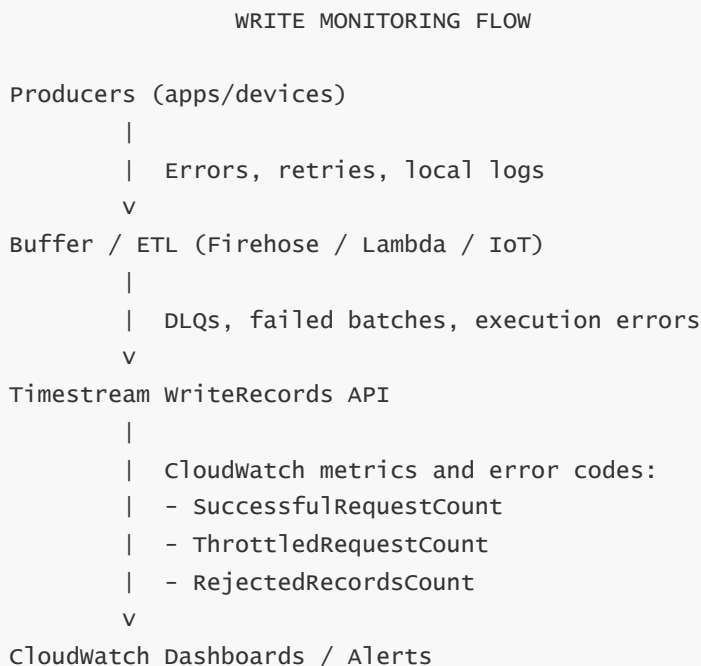 WRITE MONITORING FLOW
Producers (apps/devices)
|
| Errors, retries, local logs
v
Buffer / ETL (Firehose / Lambda / IoT)
|
| DLQs, failed batches, execution errors
v
Timestream WriteRecords API
|
| CloudWatch metrics and error codes:
| - SuccessfulRequestCount
| - ThrottledRequestCount
| - RejectedRecordsCount
v
CloudWatch Dashboards / Alerts